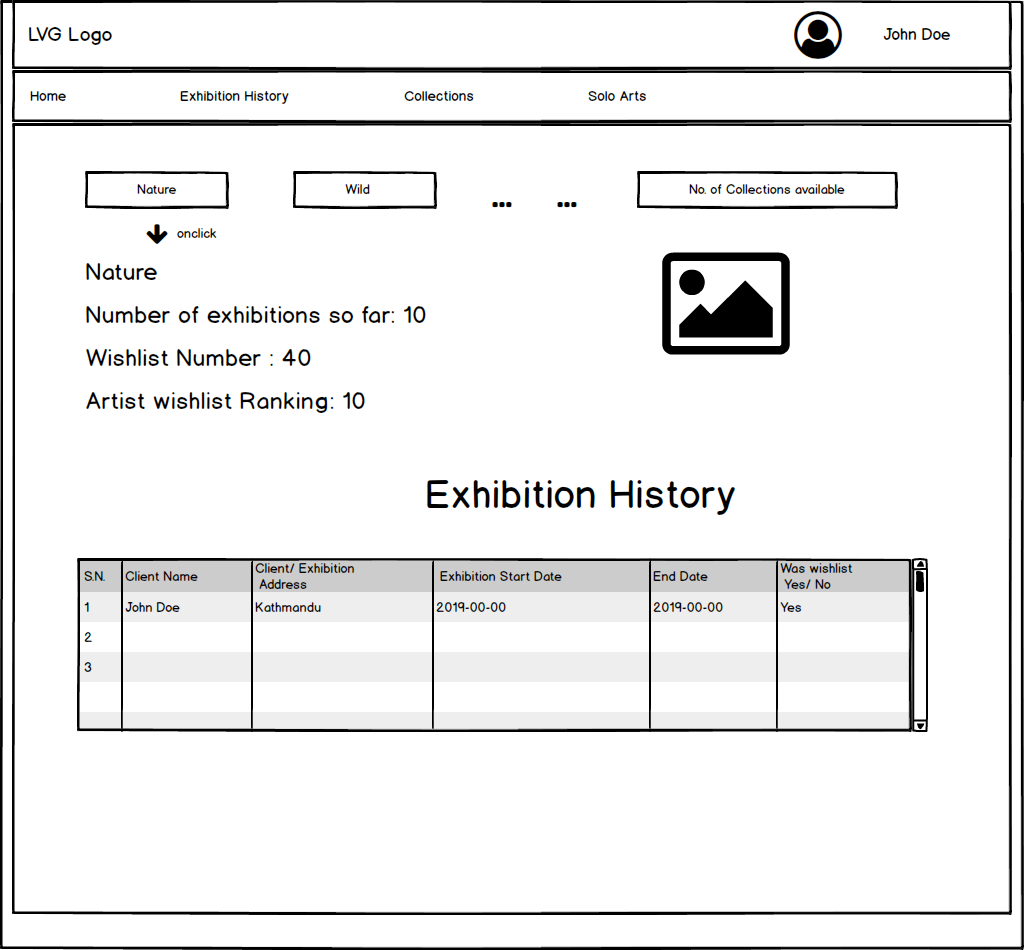 LVG Logo
John Doe
Home Exhibition History Collections Solo Arts
Nature Wild ... ... No. of Collections available
onclick
Nature
Number of exhibitions so far: 10
Wishlist Number : 40
Artist wishlist Ranking: 10
Exhibition History
S.N. Client Name Client/ Exhibition Address Exhibition Start Date End Date Was wishlist Yes/ No
1 John Doe Kathmandu 2019-00-00 2019-00-00 Yes
2
3